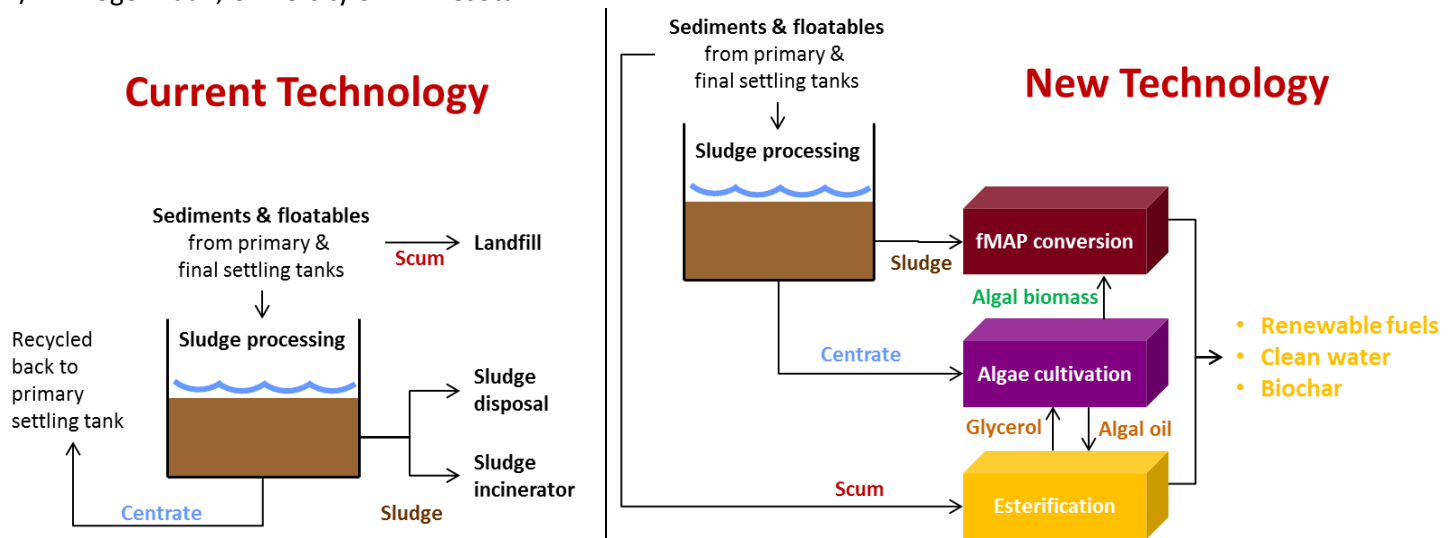 Current Technology
Sediments & floatables
from primary &
final settling tanks
Scum
Landfill
Sludge processing
Recycled
back to
primary
settling tank
Sludge
disposal
Sludge
incinerator
Centrate
Sludge
New Technology
Sediments & floatables
from primary &
final settling tanks
Sludge processing
Sludge
fMAP conversion
Algal biomass
Centrate
Algae cultivation
Glycerol
Algal oil
Scum
Esterification
• Renewable fuels
• Clean water
• Biochar